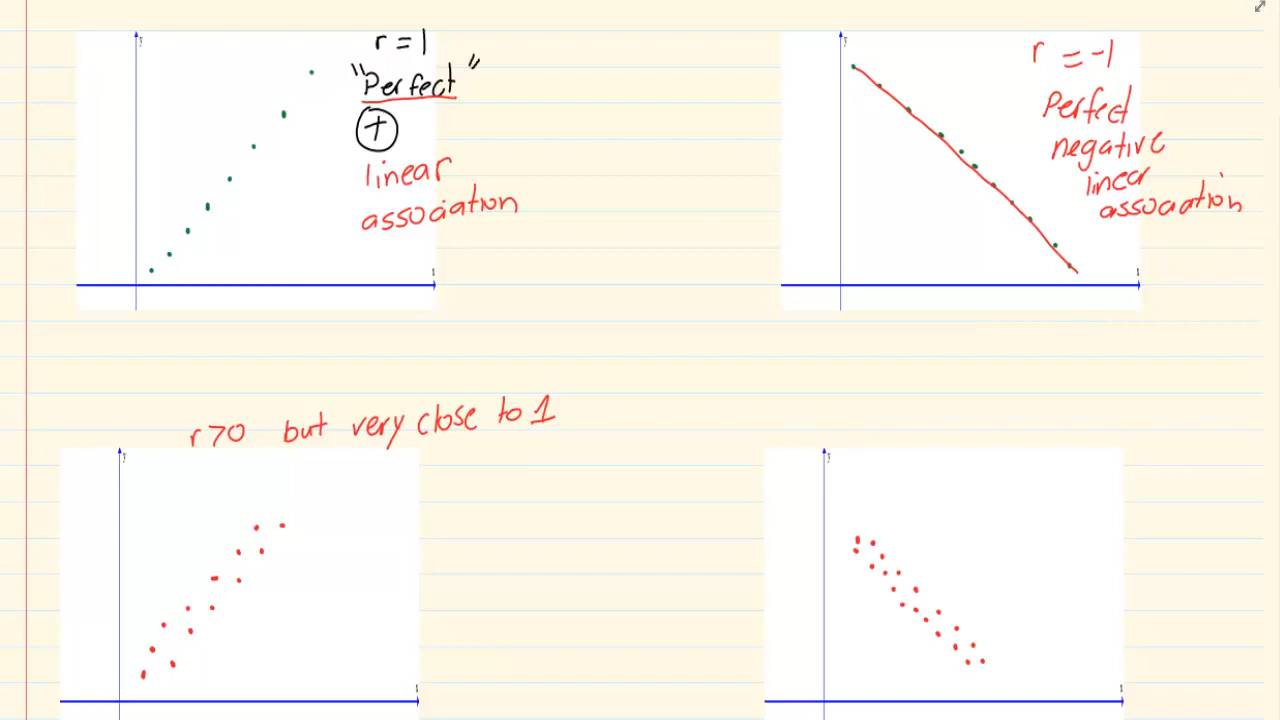 y
r = 1
"Perfect"
+
linear
association
x
y
r = -1
Perfect
negative
linear
association
x
r > 0 but very close to 1
y
x
y
x